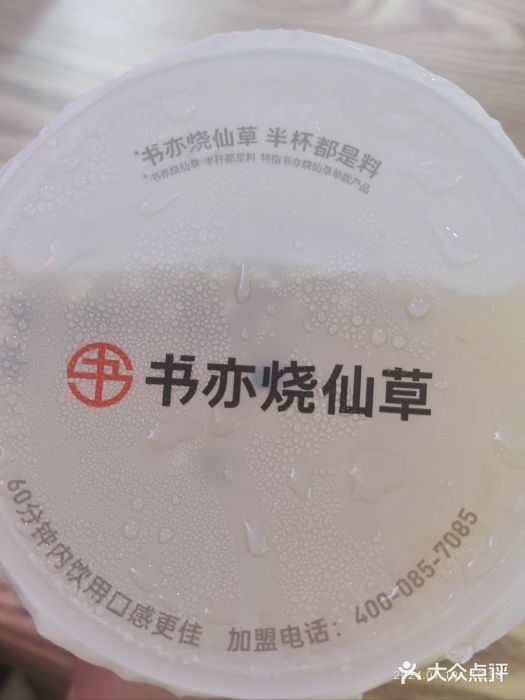 *书亦烧仙草 半杯都是料
*书亦烧仙草 半杯都是料 特指书亦烧仙草单款产品
书亦烧仙草
60分钟内饮用口感更佳 加盟电话：400-085-7085
大众点评